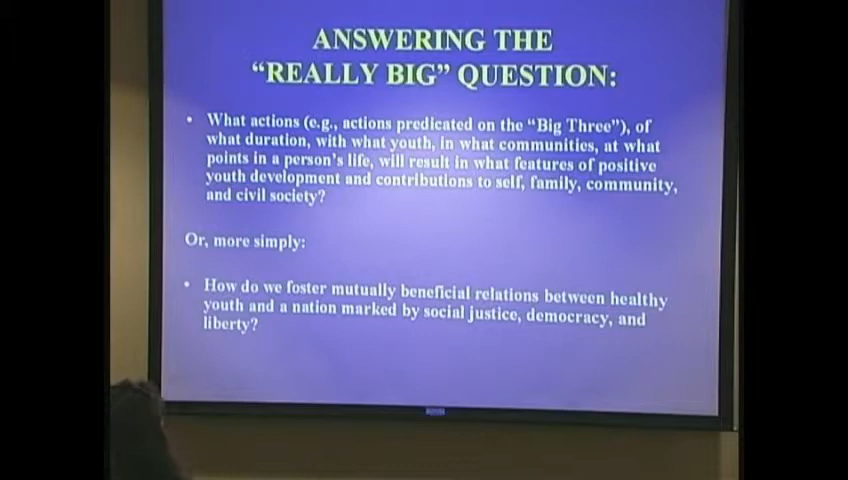 ANSWERING THE
“REALLY BIG” QUESTION:
• What actions (e.g., actions predicated on the “Big Three”), of
what duration, with what youth, in what communities, at what
points in a person’s life, will result in what features of positive
youth development and contributions to self, family, community,
and civil society?
Or, more simply:
• How do we foster mutually beneficial relations between healthy
youth and a nation marked by social justice, democracy, and
liberty?